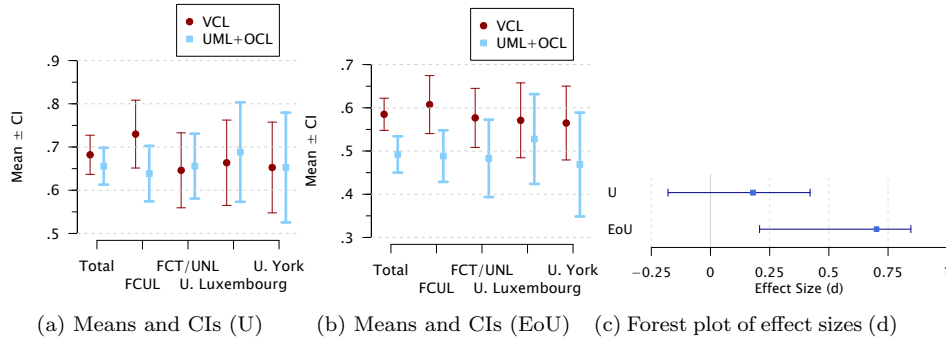 VCL
UML+OCL
.9
.8
.7
.6
.5
Mean ± CI
Total
FCUL
FCT/UNL
U. Luxembourg
U. York
(a) Means and CIs (U)
VCL
UML+OCL
.7
.6
.5
.4
.3
Mean ± CI
Total
FCUL
FCT/UNL
U. Luxembourg
U. York
(b) Means and CIs (EoU)
U
EoU
−0.25 0 0.25 0.5 0.75 1
Effect Size (d)
(c) Forest plot of effect sizes (d)